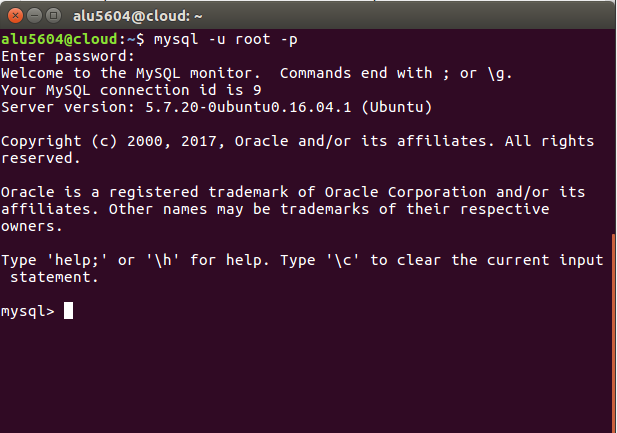 alu5604@cloud: ~
alu5604@cloud:~$ mysql -u root -p
Enter password:
Welcome to the MySQL monitor.  Commands end with ; or \g.
Your MySQL connection id is 9
Server version: 5.7.20-0ubuntu0.16.04.1 (Ubuntu)
Copyright (c) 2000, 2017, Oracle and/or its affiliates. All rights
reserved.
Oracle is a registered trademark of Oracle Corporation and/or its
affiliates. Other names may be trademarks of their respective
owners.
Type 'help;' or '\h' for help. Type '\c' to clear the current input
 statement.
mysql>